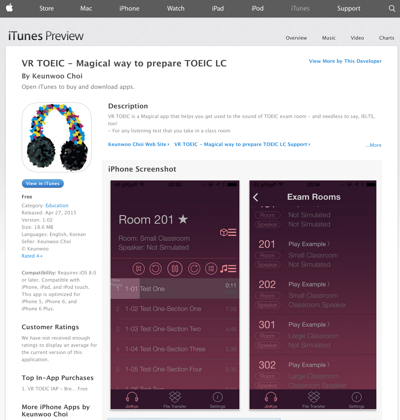 Store Mac iPhone Watch iPad iPod iTunes Support
iTunes Preview
Overview Music Video Charts
VR TOEIC - Magical way to prepare TOEIC LC
View More by This Developer
By Keunwoo Choi
Open iTunes to buy and download apps.
Description
VR TOEIC is a Magical app that helps you get used to the sound of TOEIC exam room - and needless to say, IELTS,
too!
- For any listening test that you take in a class room
Keunwoo Choi Web Site VR TOEIC - Magical way to prepare TOEIC LC Support
...More
View in iTunes
Free
Category: Education
Released: Apr 27, 2015
Version: 1.02
Size: 18.6 MB
Languages: English, Korean
Seller: Keunwoo Choi
© Keunwoo
Rated 4+
Compatibility: Requires iOS 8.0
or later. Compatible with
iPhone, iPad, and iPod touch.
This app is optimized for
iPhone 5, iPhone 6, and
iPhone 6 Plus.
Customer Ratings
We have not received enough
ratings to display an average for
the current version of this
application.
Top In-App Purchases
1. VR TOEIC IAP - Bre... Free
More iPhone Apps by
Keunwoo Choi
iPhone Screenshot
Room 201 ★
Room: Small Classroom
Speaker: Not Simulated
0:11
1 1-01 Test One
2 1-02 Test One-Section One
3 1-03 Test One-Section Two
4 1-04 Test One-Section Three
5 1-05 Test One-Section Four
6 1-06 Test Two
File Transfer Settings
Exam Rooms
Room Not Simulated
Speaker Not Simulated
201 Play Example
Room Small Classroom
Speaker Not Simulated
202 Play Example
Room Small Classroom
Speaker Classroom Speaker
301 Play Example
Room Large Classroom
Speaker Not Simulated
302 Play Example
Room Large Classroom
File Transfer Settings